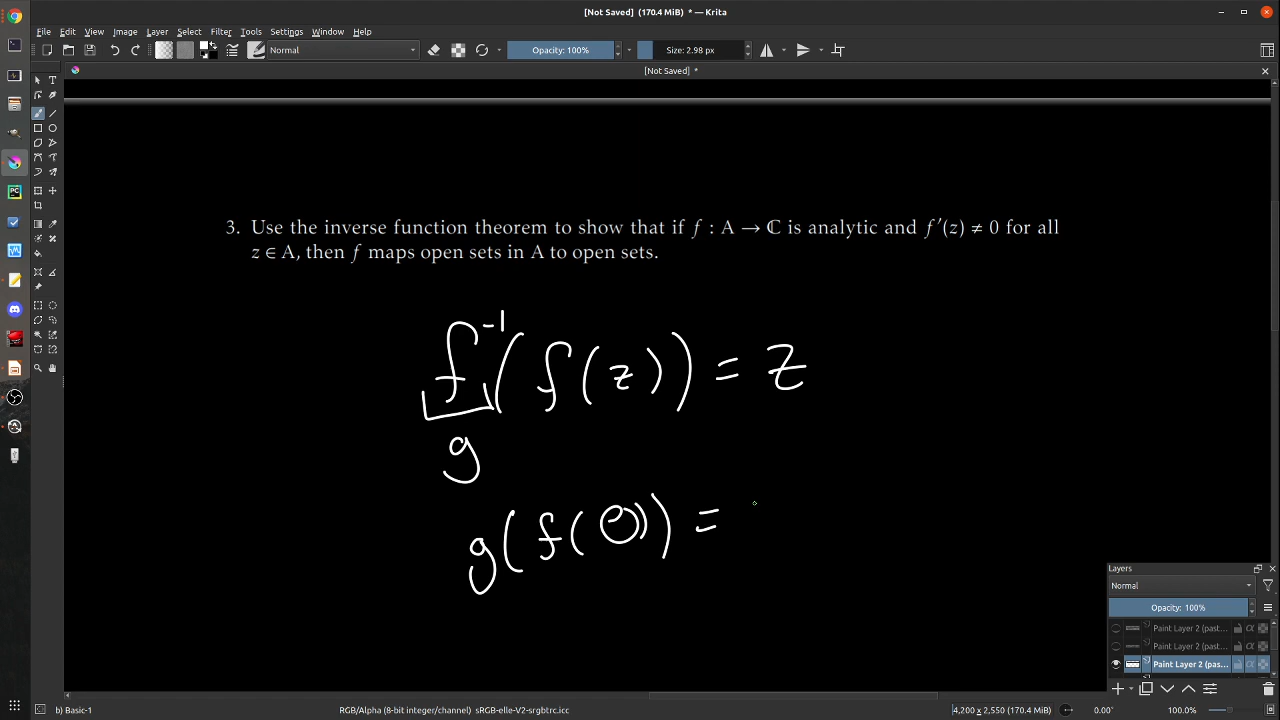 [Not Saved] (170.4 MiB) * — Krita
File Edit View Image Layer Select Filter Tools Settings Window Help
Normal Opacity: 100% Size: 2.98 px
[Not Saved] *
3. Use the inverse function theorem to show that if f : A → ℂ is analytic and f′(z) ≠ 0 for all
z ∈ A, then f maps open sets in A to open sets.
f⁻¹(f(z)) = z
g
g(f( )) =
Layers
Normal
Opacity: 100%
Paint Layer 2 (past...
Paint Layer 2 (past...
Paint Layer 2 (pas...
b) Basic-1 RGB/Alpha (8-bit integer/channel) sRGB-elle-V2-srgbtrc.icc 4,200 x 2,550 (170.4 MiB) 0.00° 100.0%